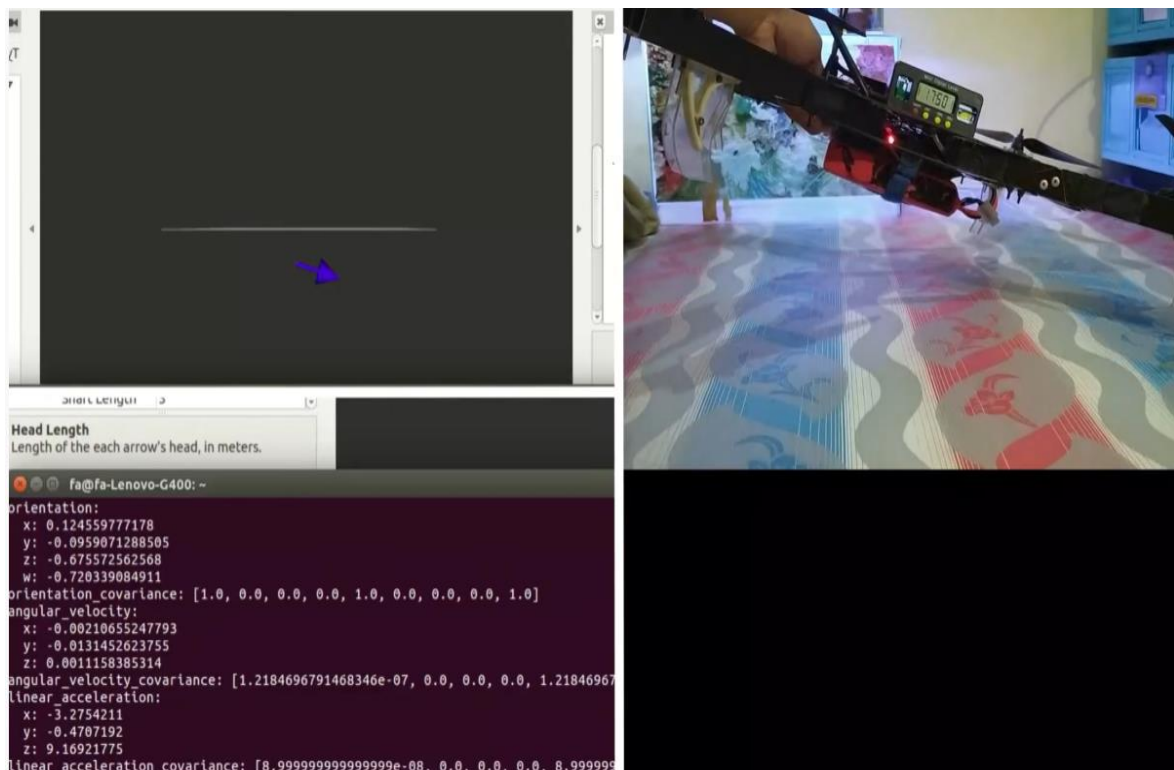 Head Length
Length of the each arrow's head, in meters.
fa@fa-Lenovo-G400: ~
orientation:
x: 0.124559777178
y: -0.0959071288505
z: -0.675572562568
w: -0.720339084911
orientation_covariance: [1.0, 0.0, 0.0, 0.0, 1.0, 0.0, 0.0, 0.0, 1.0]
angular_velocity:
x: -0.00210655247793
y: -0.0131452623755
z: 0.0011158385314
angular_velocity_covariance: [1.2184696791468346e-07, 0.0, 0.0, 0.0, 1.21846967
linear_acceleration:
x: -3.2754211
y: -0.4707192
z: 9.16921775
linear_acceleration_covariance: [8.999999999999999e-08, 0.0, 0.0, 0.0, 8.999999